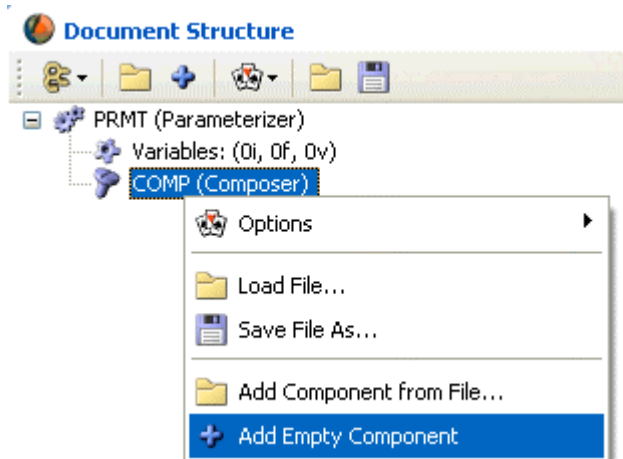 Document Structure
PRMT (Parameterizer)
Variables: (0i, 0f, 0v)
COMP (Composer)
Options
Load File...
Save File As...
Add Component from File...
Add Empty Component